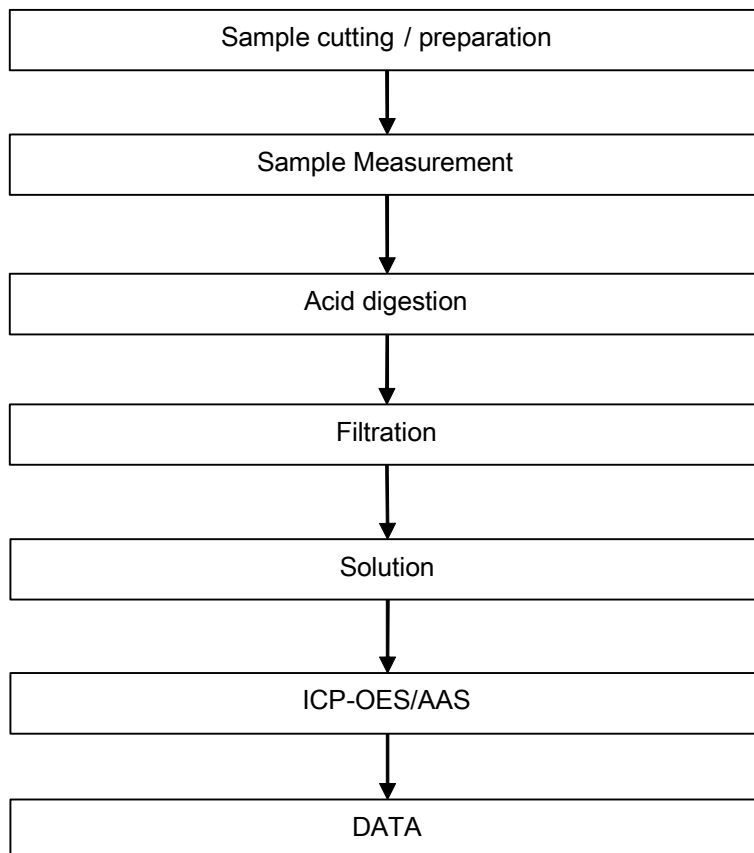 Sample cutting / preparation
Sample Measurement
Acid digestion
Filtration
Solution
ICP-OES/AAS
DATA